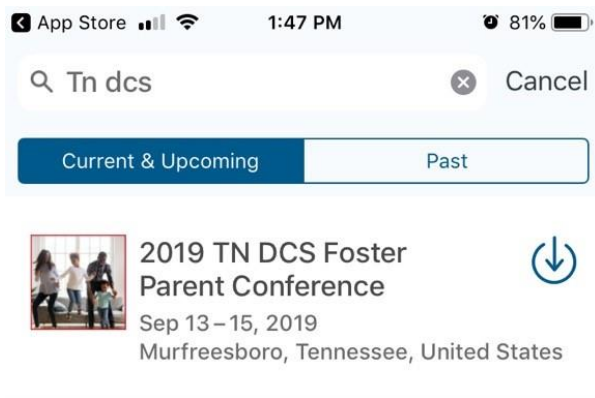 App Store 1:47 PM 81%
Tn dcs Cancel
Current & Upcoming Past
2019 TN DCS Foster
Parent Conference
Sep 13 – 15, 2019
Murfreesboro, Tennessee, United States